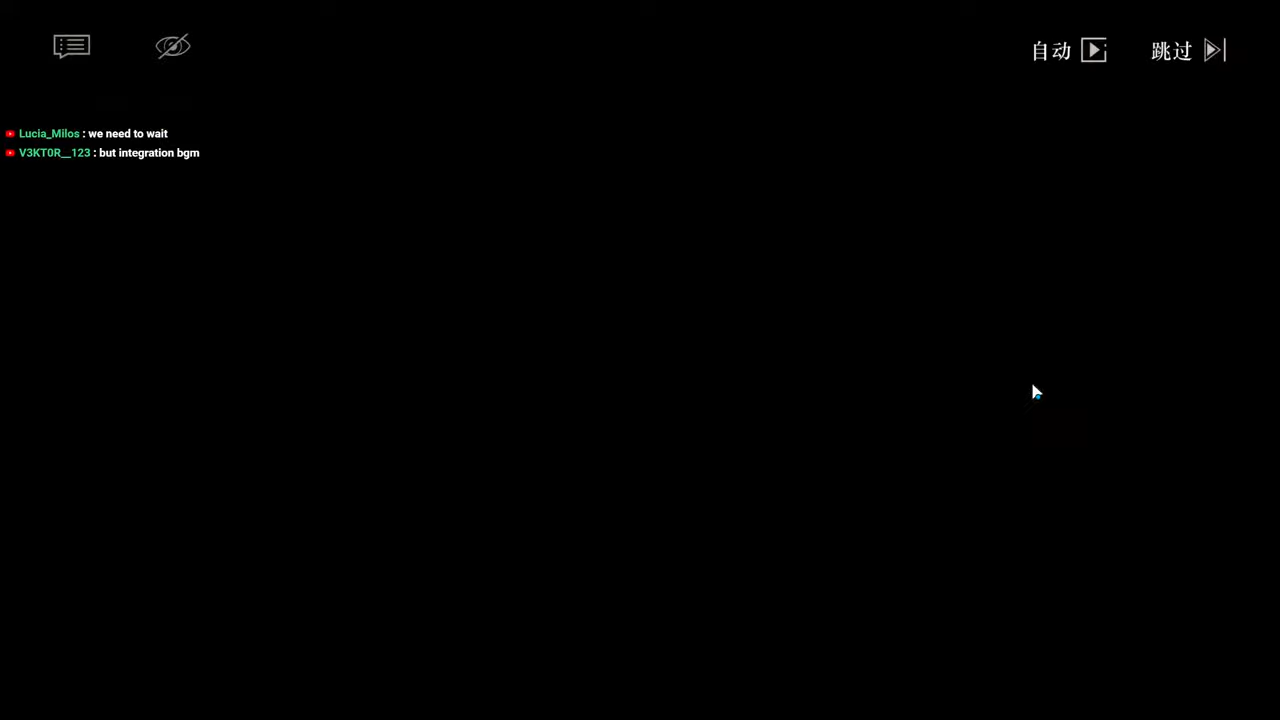 自动
跳过
Lucia_Milos : we need to wait
V3KT0R__123 : but integration bgm